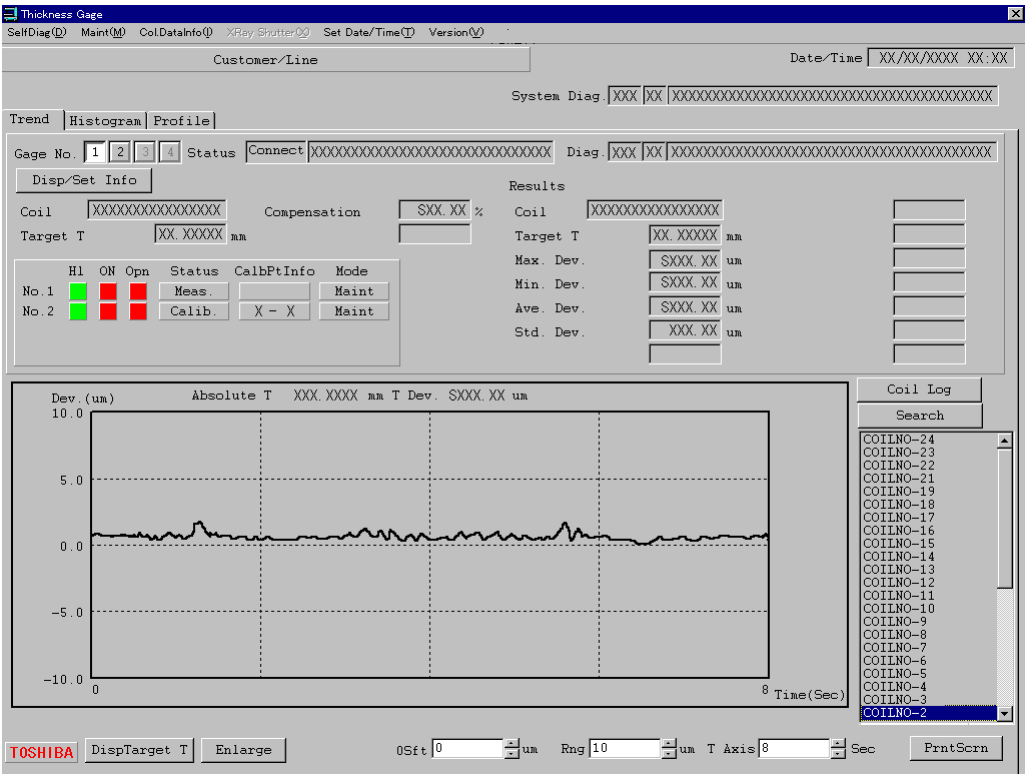 Thickness Gage
SelfDiag(D) Maint(M) Col.DataInfo(I) XRay Shutter(X) Set Date/Time(T) Version(V)
Customer/Line Date/Time XX/XX/XXXX XX:XX
System Diag. XXX XX XXXXXXXXXXXXXXXXXXXXXXXXXXXXXXXXXXXXXXXX
Trend Histogram Profile
Gage No. 1 2 3 4 Status Connect XXXXXXXXXXXXXXXXXXXXXXXXXXXXXX Diag. XXX XX XXXXXXXXXXXXXXXXXXXXXXXXXXXXXXXXXXXXXXXX
Disp/Set Info
Results
Coil XXXXXXXXXXXXXXXX Compensation SXX.XX % Coil XXXXXXXXXXXXXXXX
Target T XX.XXXXX mm Target T XX.XXXXX mm
Max. Dev. SXXX.XX um
Hl ON Opn Status CalbPtInfo Mode
Min. Dev. SXXX.XX um
No.1 Meas. Maint
Ave. Dev. SXXX.XX um
No.2 Calib. X - X Maint
Std. Dev. XXX.XX um
Dev.(um) Absolute T XXX.XXXX mm T Dev. SXXX.XX um
10.0
5.0
0.0
-5.0
-10.0
0 8 Time(Sec)
Coil Log
Search
COILNO-24
COILNO-23
COILNO-22
COILNO-21
COILNO-19
COILNO-18
COILNO-17
COILNO-16
COILNO-15
COILNO-14
COILNO-13
COILNO-12
COILNO-11
COILNO-10
COILNO-9
COILNO-8
COILNO-7
COILNO-6
COILNO-5
COILNO-4
COILNO-3
COILNO-2
TOSHIBA DispTarget T Enlarge 0Sft 0 um Rng 10 um T Axis 8 Sec PrntScrn